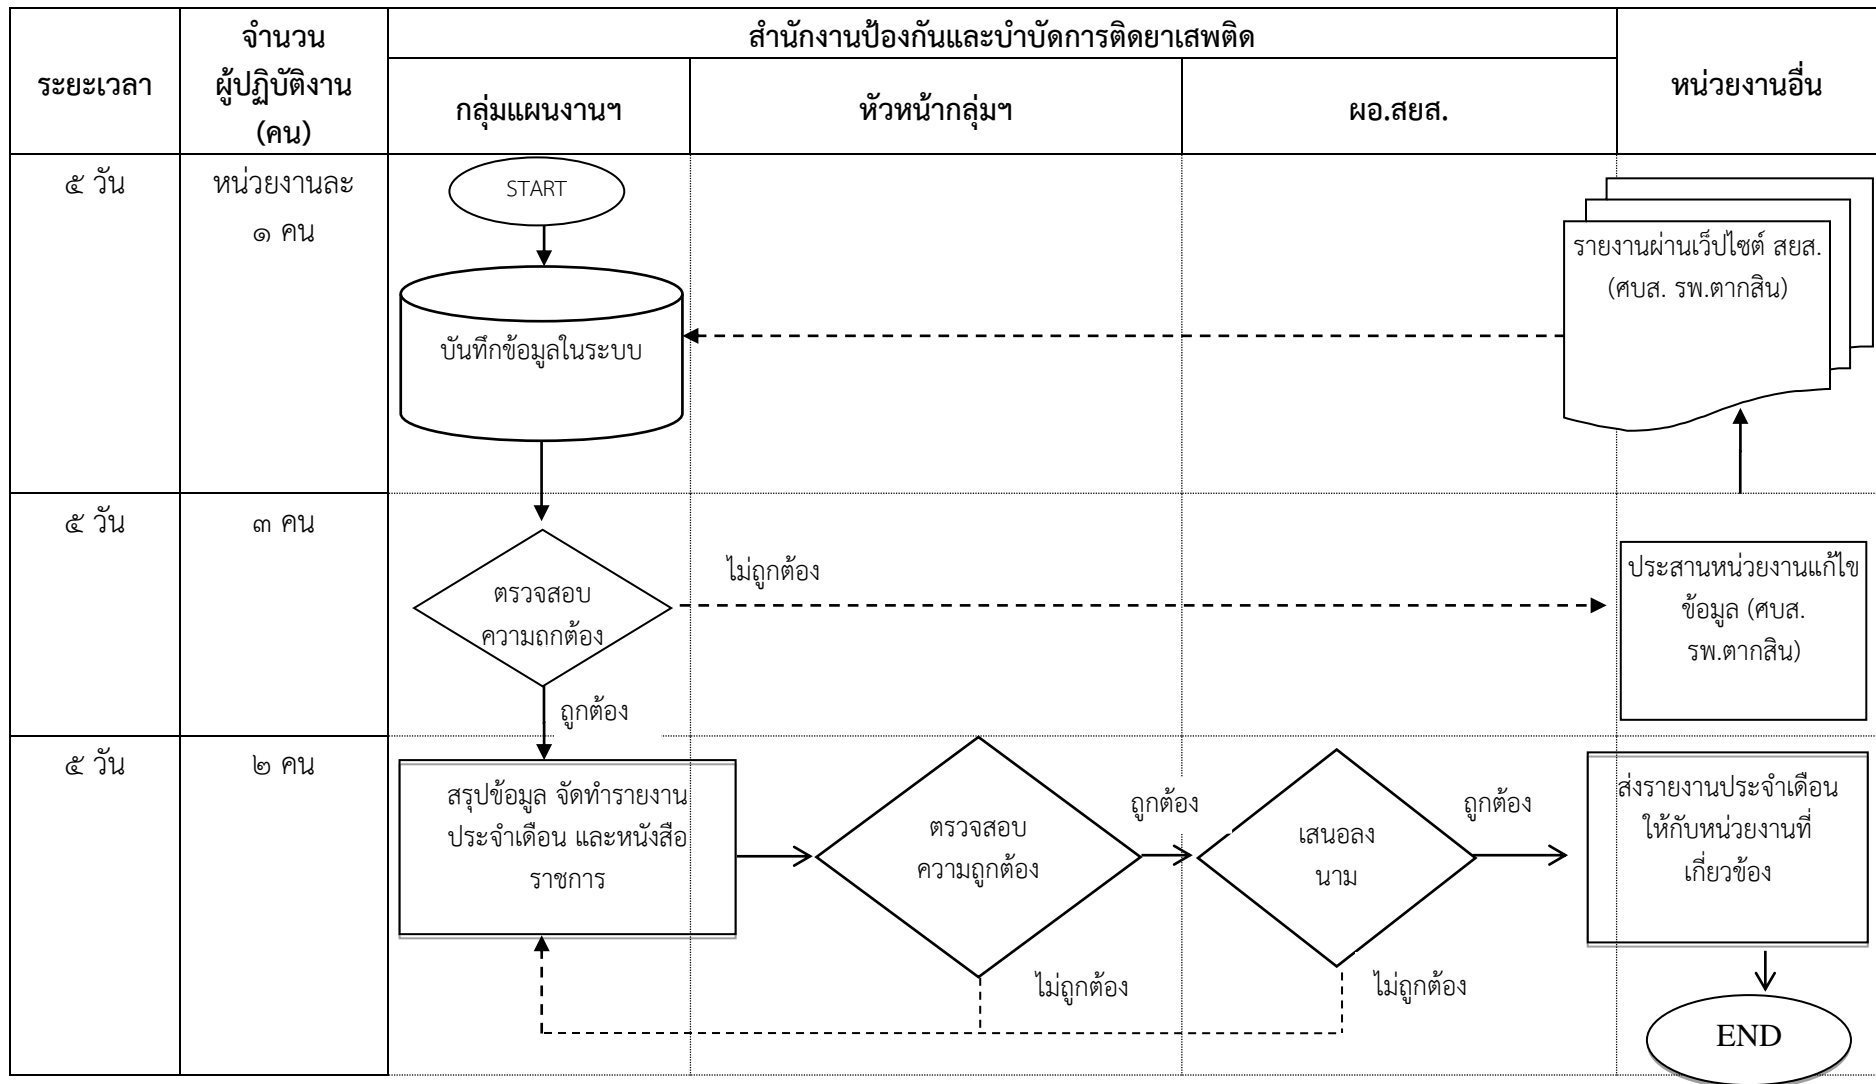 ระยะเวลา
จำนวน
ผู้ปฏิบัติงาน
(คน)
สำนักงานป้องกันและบำบัดการติดยาเสพติด
กลุ่มแผนงานฯ
หัวหน้ากลุ่มฯ
ผอ.สยส.
หน่วยงานอื่น
๕ วัน
หน่วยงานละ
๑ คน
START
บันทึกข้อมูลในระบบ
รายงานผ่านเว็ปไซต์ สยส.
(ศบส. รพ.ตากสิน)
๕ วัน
๓ คน
ตรวจสอบ
ความถกต้อง
ไม่ถูกต้อง
ประสานหน่วยงานแก้ไข
ข้อมูล (ศบส.
รพ.ตากสิน)
ถูกต้อง
๕ วัน
๒ คน
สรุปข้อมูล จัดทำรายงาน
ประจำเดือน และหนังสือ
ราชการ
ตรวจสอบ
ความถูกต้อง
ถูกต้อง
เสนอลง
นาม
ถูกต้อง
ส่งรายงานประจำเดือน
ให้กับหน่วยงานที่
เกี่ยวข้อง
ไม่ถูกต้อง
ไม่ถูกต้อง
END